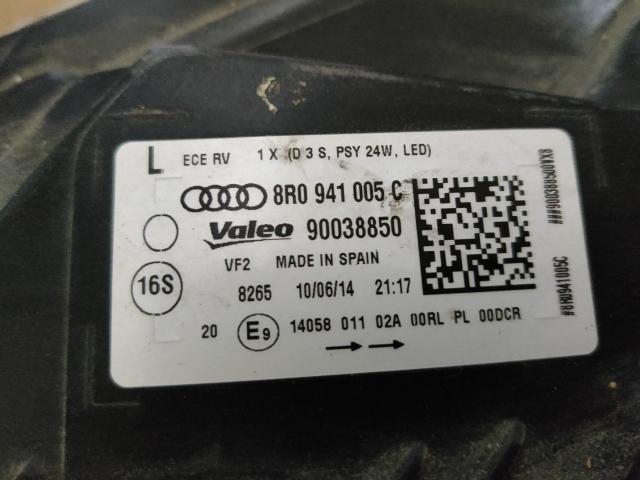 L ECE RV 1 X (D 3 S, PSY 24W, LED)
8R0 941 005 C
Valeo 90038850
VF2 MADE IN SPAIN
16S
8265 10/06/14 21:17
20 E9 14058 011 02A 00RL PL 00DCR